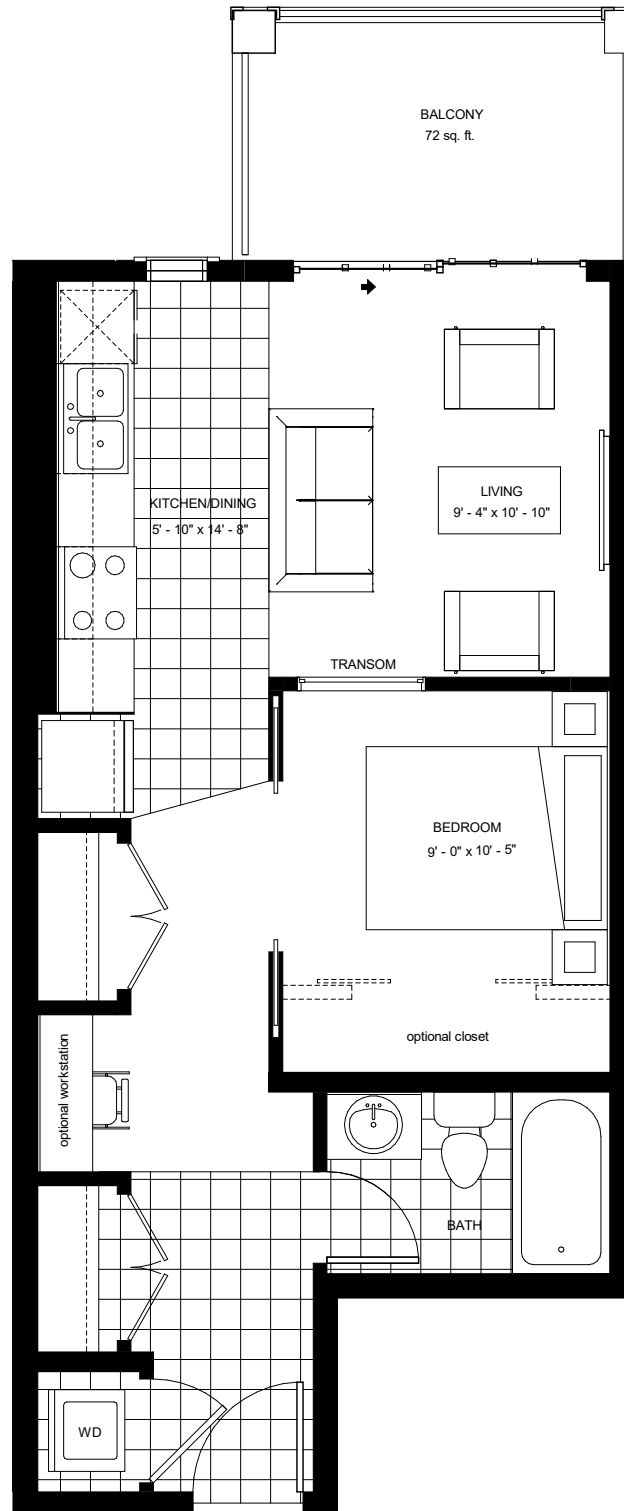 BALCONY
72 sq. ft.
KITCHEN/DINING
5' - 10" x 14' - 8"
LIVING
9' - 4" x 10' - 10"
TRANSOM
BEDROOM
9' - 0" x 10' - 5"
optional closet
optional workstation
BATH
WD